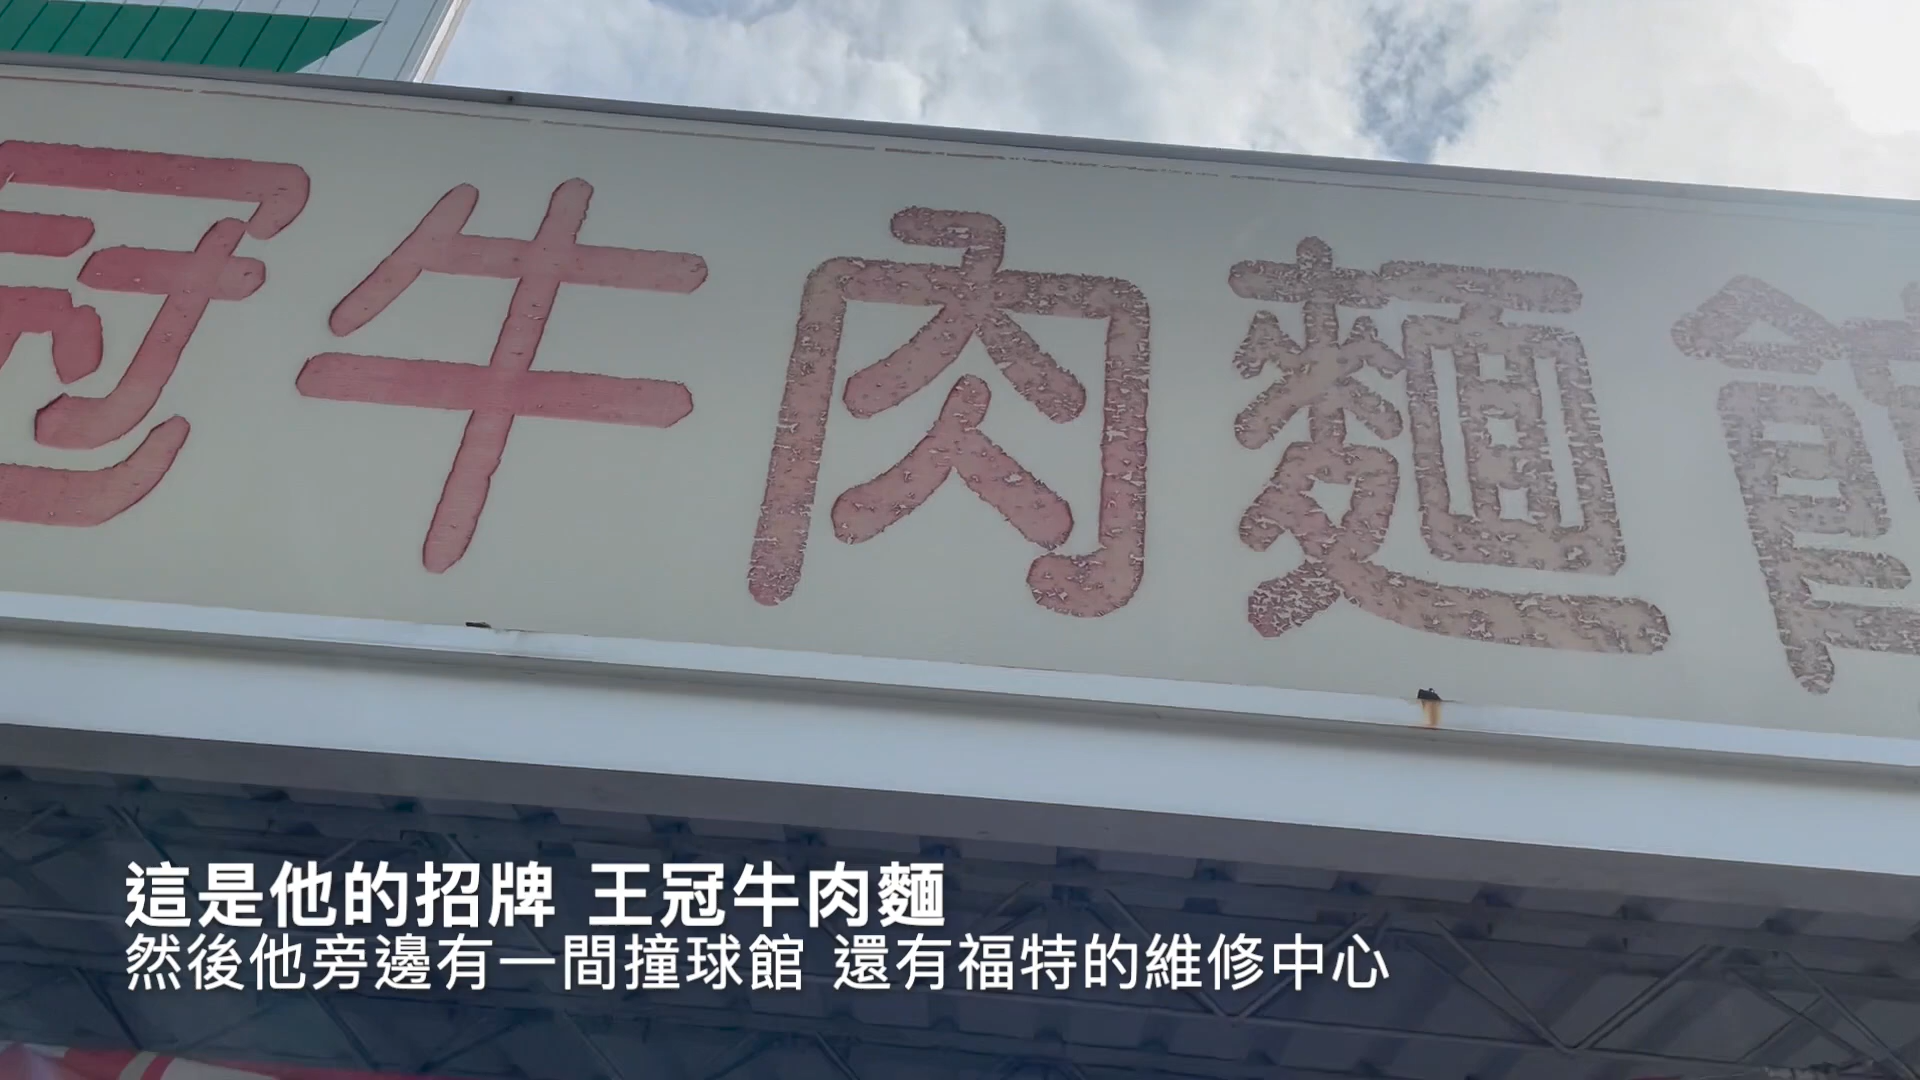 冠牛肉麵館
這是他的招牌 王冠牛肉麵
然後他旁邊有一間撞球館 還有福特的維修中心